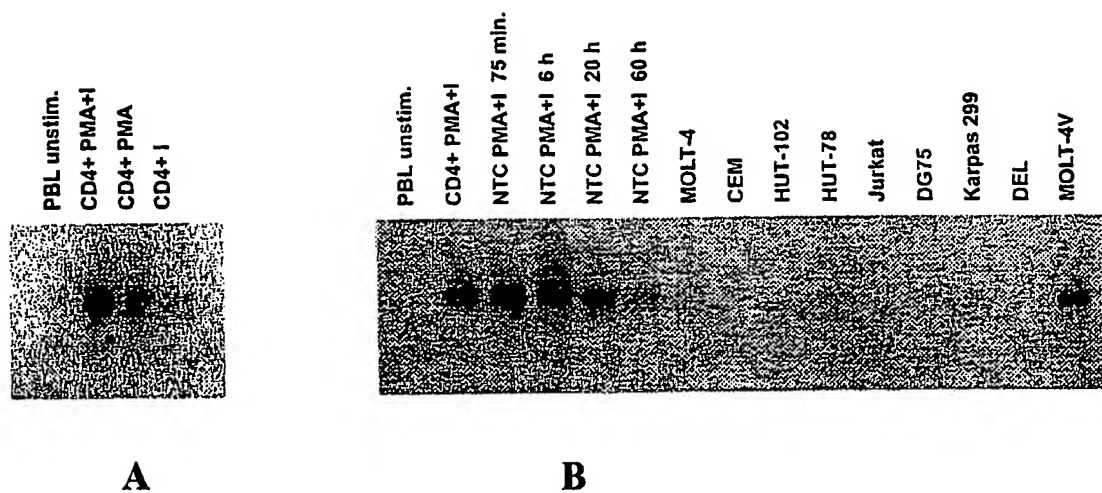 PBL unstim.
CD4+ PMA+I
CD4+ PMA
CD4+ I
PBL unstim.
CD4+ PMA+I
NTC PMA+I 75 min.
NTC PMA+I 6 h
NTC PMA+I 20 h
NTC PMA+I 60 h
MOLT-4
CEM
HUT-102
HUT-78
Jurkat
DG75
Karpas 299
DEL
MOLT-4V
A
B